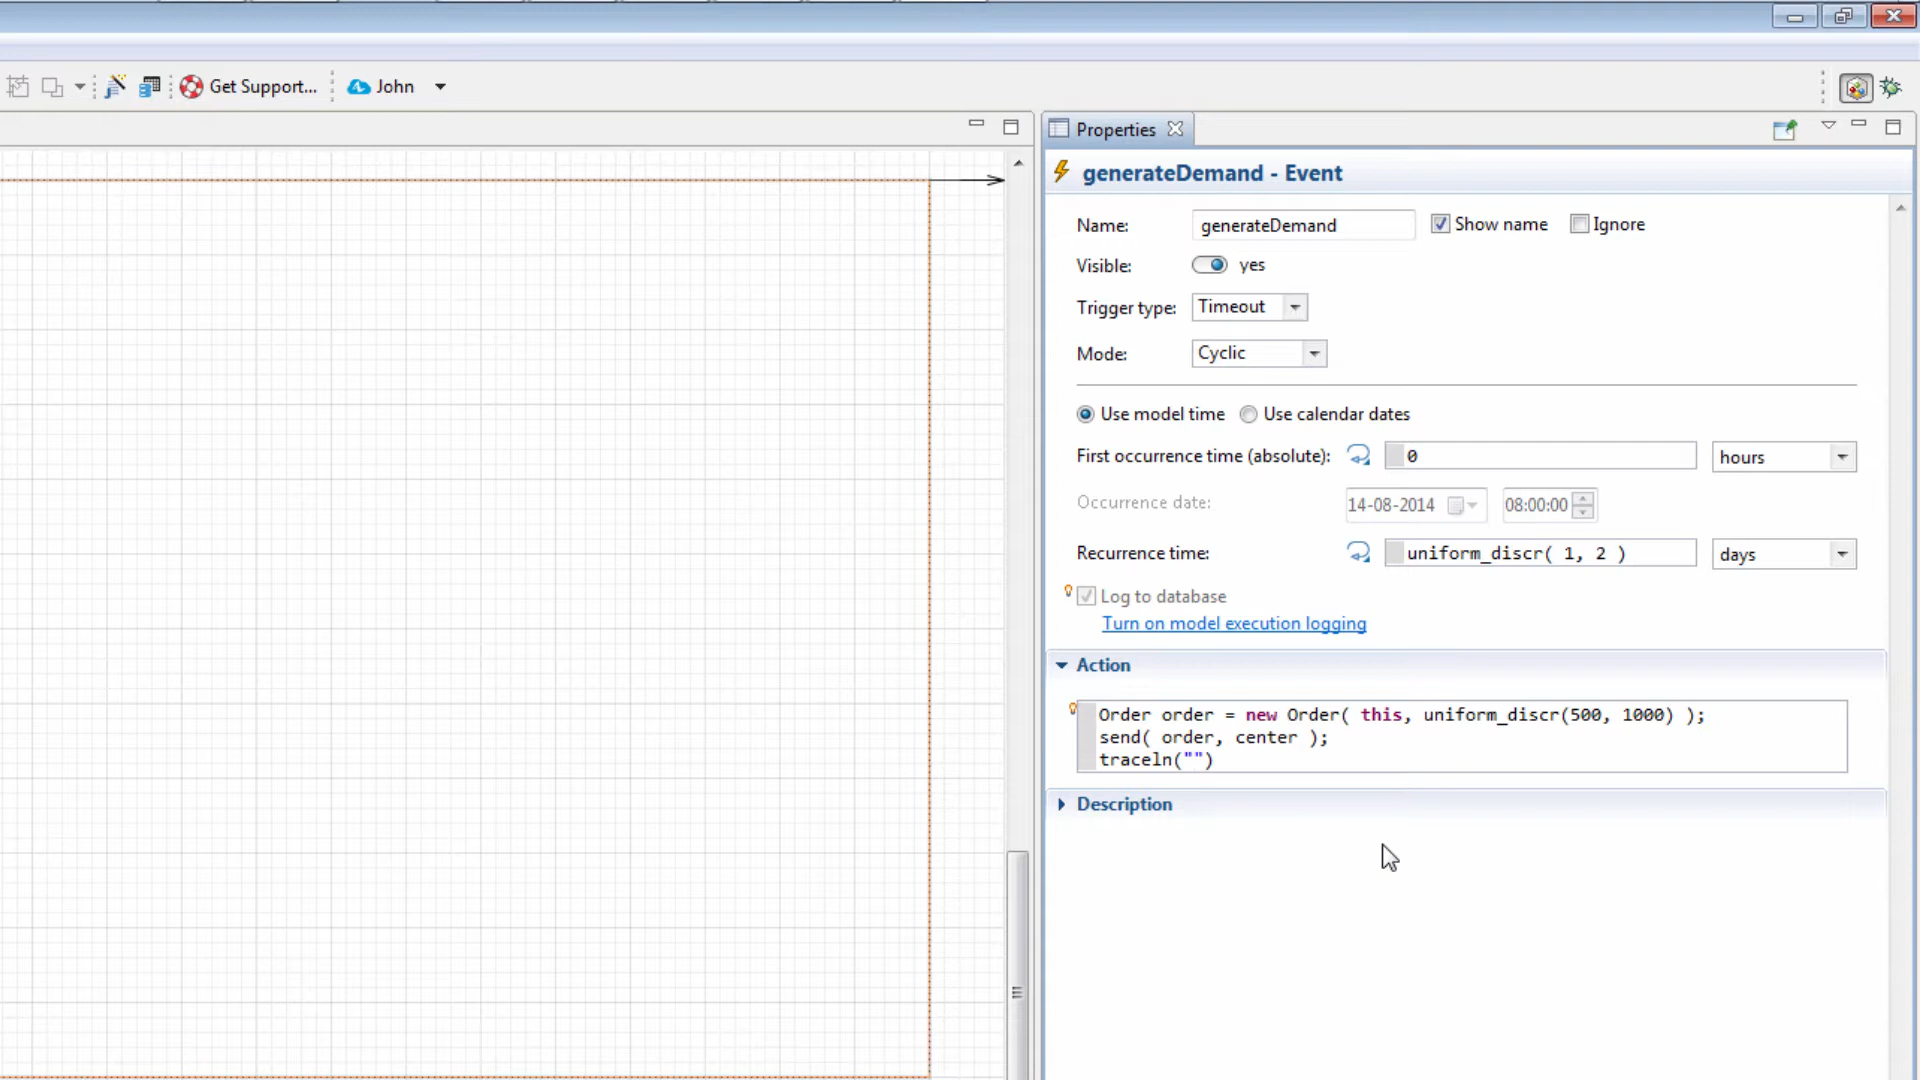 Get Support...
John
Properties
generateDemand - Event
Name: generateDemand Show name Ignore
Visible: yes
Trigger type: Timeout
Mode: Cyclic
Use model time Use calendar dates
First occurrence time (absolute): 0 hours
Occurrence date: 14-08-2014 08:00:00
Recurrence time: uniform_discr( 1, 2 ) days
Log to database
Turn on model execution logging
Action
Order order = new Order( this, uniform_discr(500, 1000) );
send( order, center );
traceln("")
Description